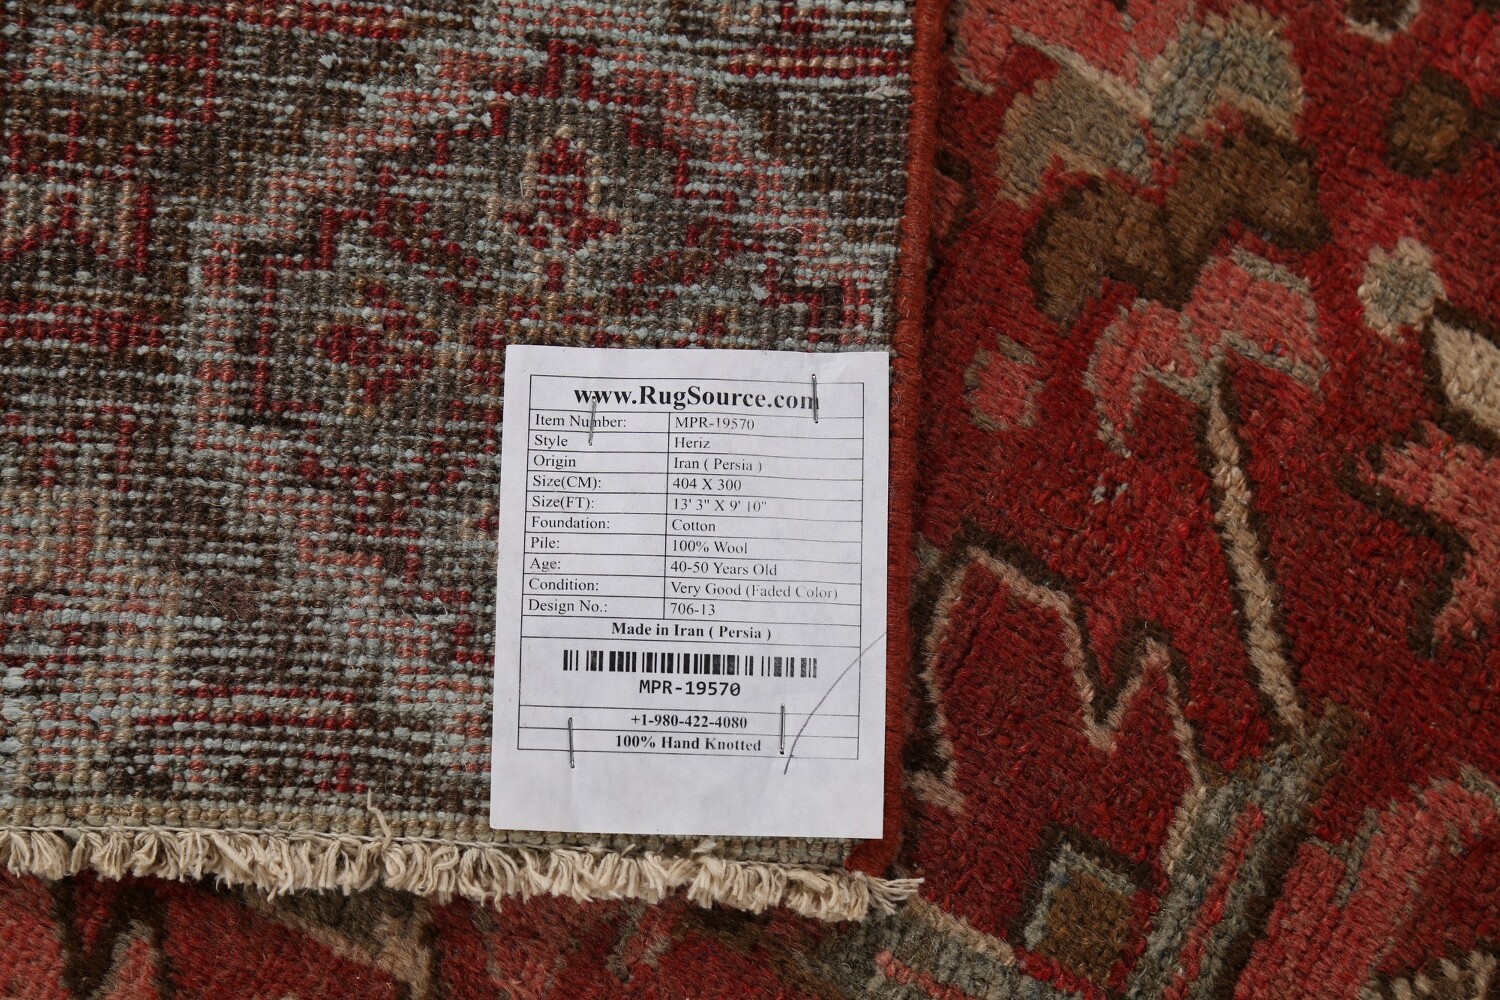 www.RugSource.com
Item Number: MPR-19570
Style Heriz
Origin Iran ( Persia )
Size(CM): 404 X 300
Size(FT): 13' 3" X 9' 10"
Foundation: Cotton
Pile: 100% Wool
Age: 40-50 Years Old
Condition: Very Good (Faded Color)
Design No.: 706-13
Made in Iran ( Persia )
MPR-19570
+1-980-422-4080
100% Hand Knotted